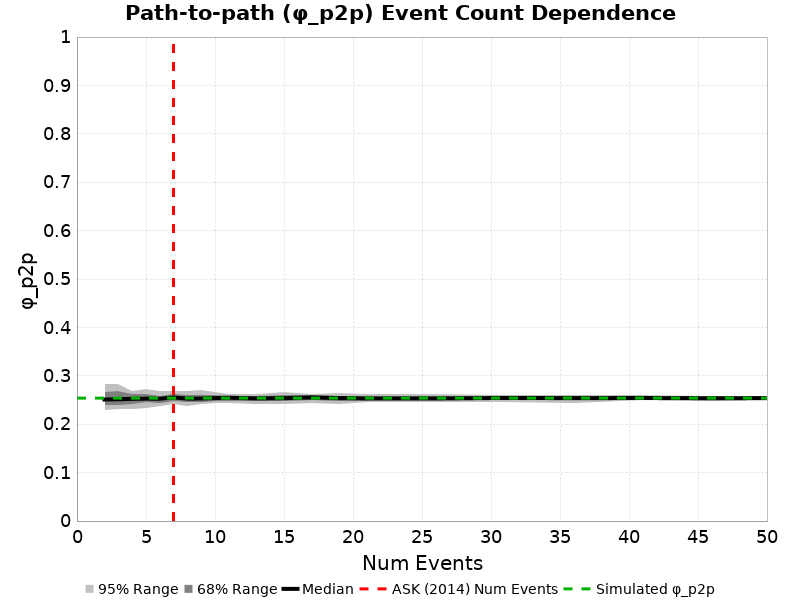 Path-to-path (φ_p2p) Event Count Dependence
1
0.9
0.8
0.7
0.6
0.5
0.4
0.3
0.2
0.1
0
φ_p2p
0 5 10 15 20 25 30 35 40 45 50
Num Events
95% Range 68% Range Median ASK (2014) Num Events Simulated φ_p2p